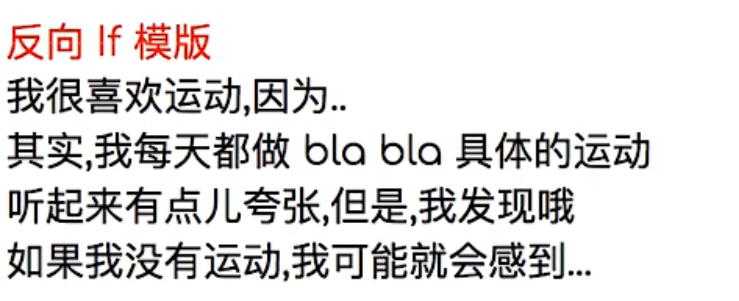 反向 If 模版
我很喜欢运动,因为..
其实,我每天都做 bla bla 具体的运动
听起来有点儿夸张,但是,我发现哦
如果我没有运动,我可能就会感到...